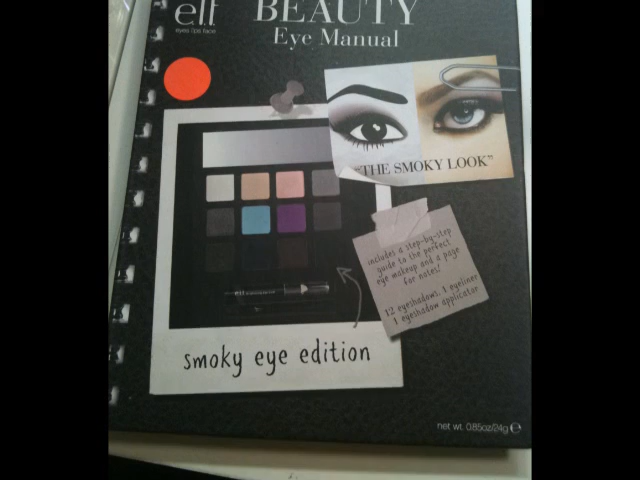 e.l.f.
eyes lips face
BEAUTY
Eye Manual
"THE SMOKY LOOK"
includes a step-by-step
guide to the perfect
eye makeup and a page
for notes!
12 eyeshadows, 1 eyeliner
1 eyeshadow applicator
e.l.f.
smoky eye edition
net wt. 0.85oz/24g ℮